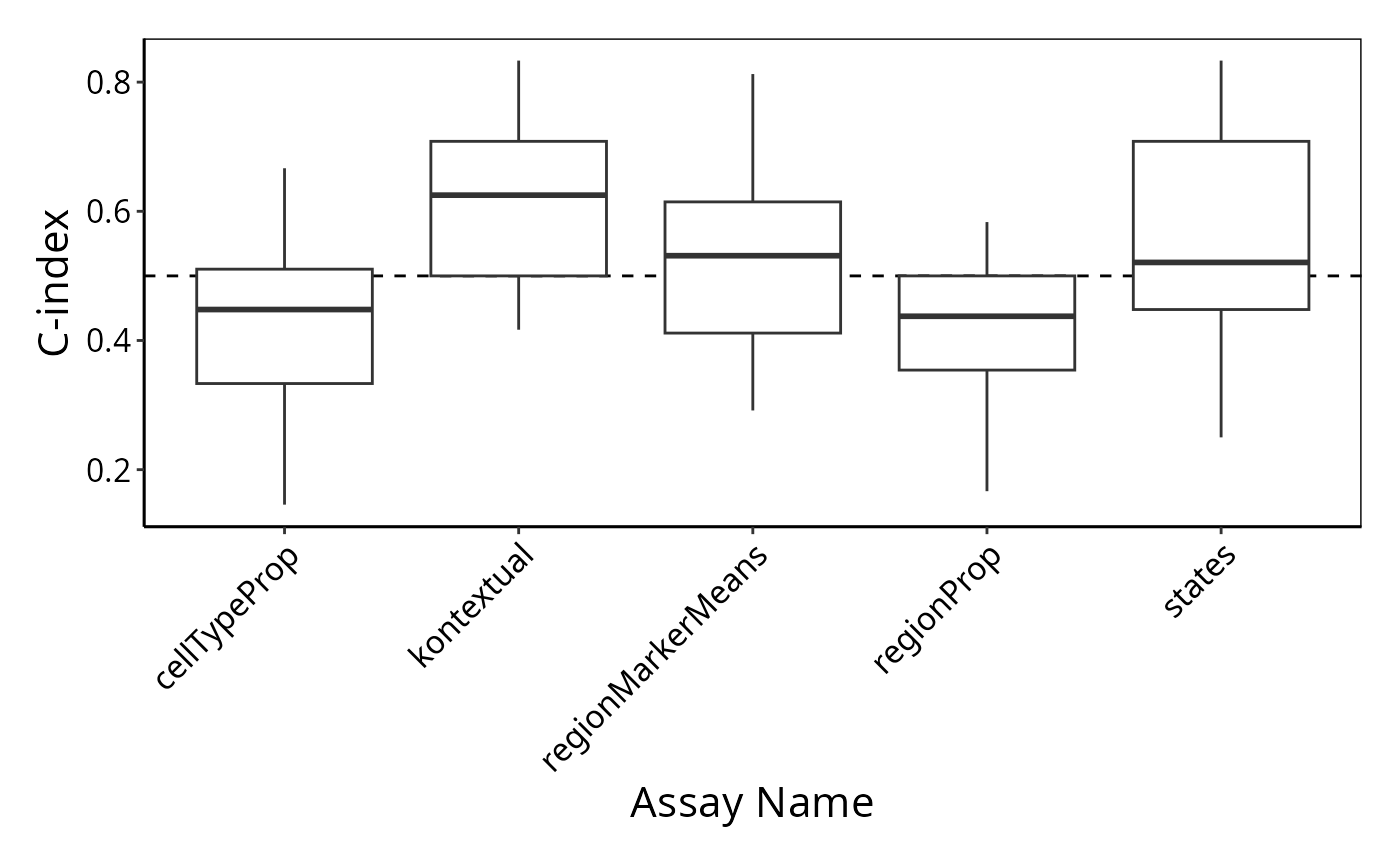 C-index
0.8
0.6
0.4
0.2
cellTypeProp
kontextual
regionMarkerMeans
regionProp
states
Assay Name